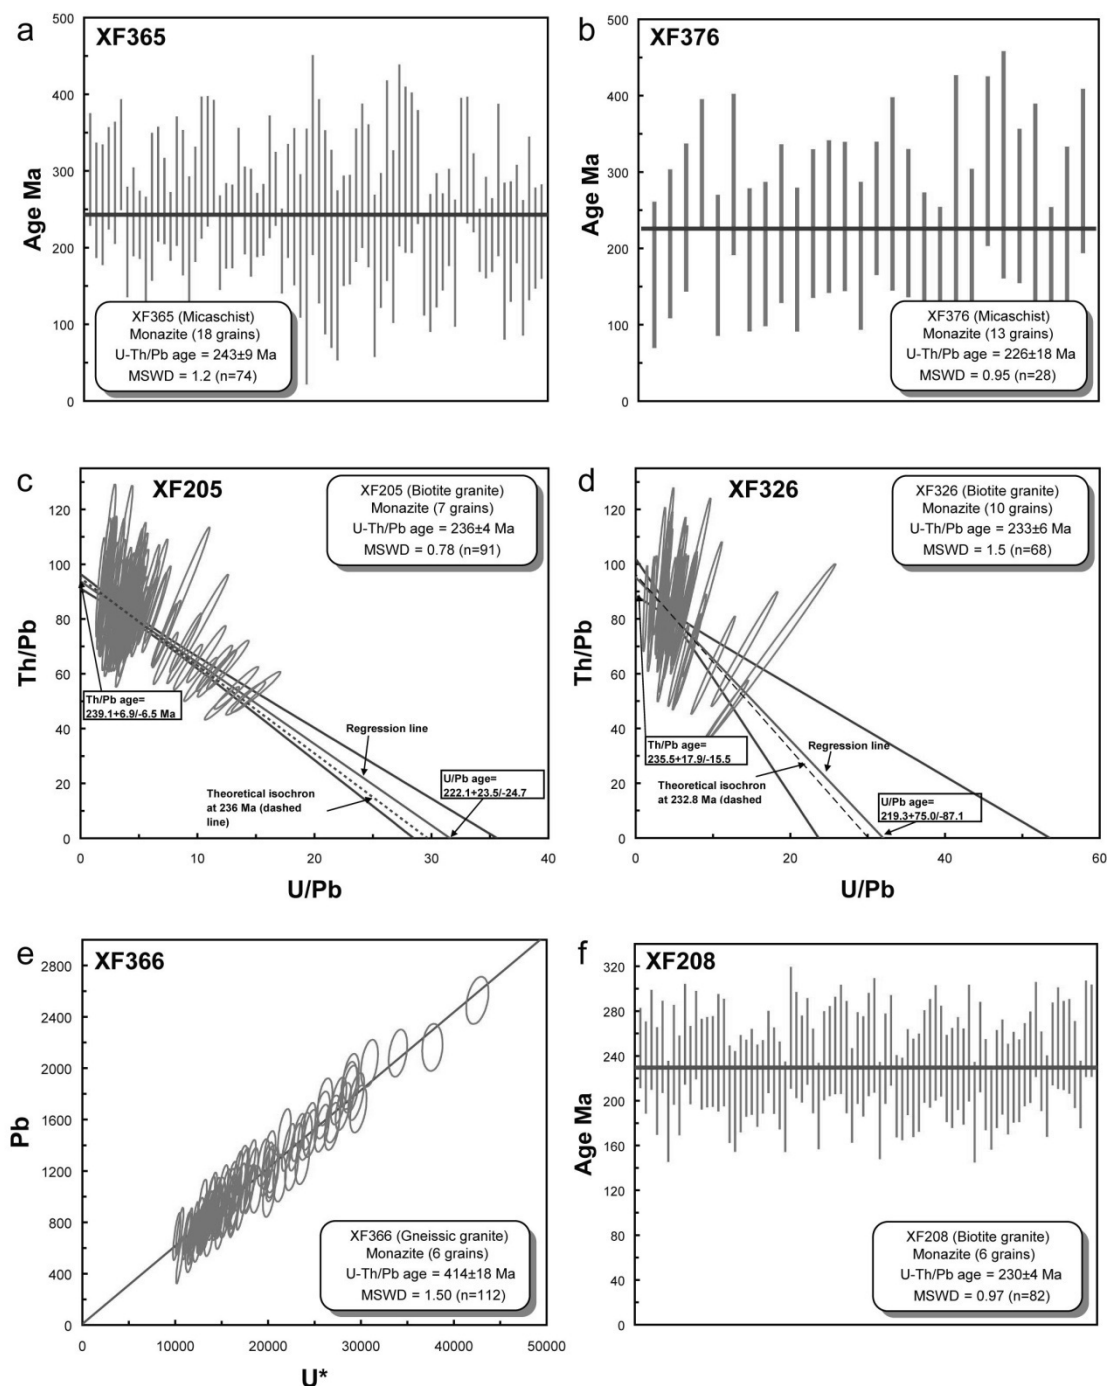 a
XF365
500
400
300
200
100
0
Age Ma
XF365 (Micaschist)
Monazite (18 grains)
U-Th/Pb age = 243±9 Ma
MSWD = 1.2 (n=74)
b
XF376
500
400
300
200
100
0
Age Ma
XF376 (Micaschist)
Monazite (13 grains)
U-Th/Pb age = 226±18 Ma
MSWD = 0.95 (n=28)
c
XF205
120
100
80
60
40
20
0
Th/Pb
XF205 (Biotite granite)
Monazite (7 grains)
U-Th/Pb age = 236±4 Ma
MSWD = 0.78 (n=91)
Th/Pb age=
239.1+6.9/-6.5 Ma
Regression line
Theoretical isochron
at 236 Ma (dashed
line)
U/Pb age=
222.1+23.5/-24.7
0
10
20
30
40
U/Pb
d
XF326
120
100
80
60
40
20
0
Th/Pb
XF326 (Biotite granite)
Monazite (10 grains)
U-Th/Pb age = 233±6 Ma
MSWD = 1.5 (n=68)
Th/Pb age=
235.5+17.9/-15.5
Regression line
Theoretical isochron
at 232.8 Ma (dashed
U/Pb age=
219.3+75.0/-87.1
0
20
40
60
U/Pb
e
XF366
2800
2400
2000
1600
1200
800
400
0
Pb
XF366 (Gneissic granite)
Monazite (6 grains)
U-Th/Pb age = 414±18 Ma
MSWD = 1.50 (n=112)
0
10000
20000
30000
40000
50000
U*
f
XF208
320
280
240
200
160
120
80
40
0
Age Ma
XF208 (Biotite granite)
Monazite (6 grains)
U-Th/Pb age = 230±4 Ma
MSWD = 0.97 (n=82)